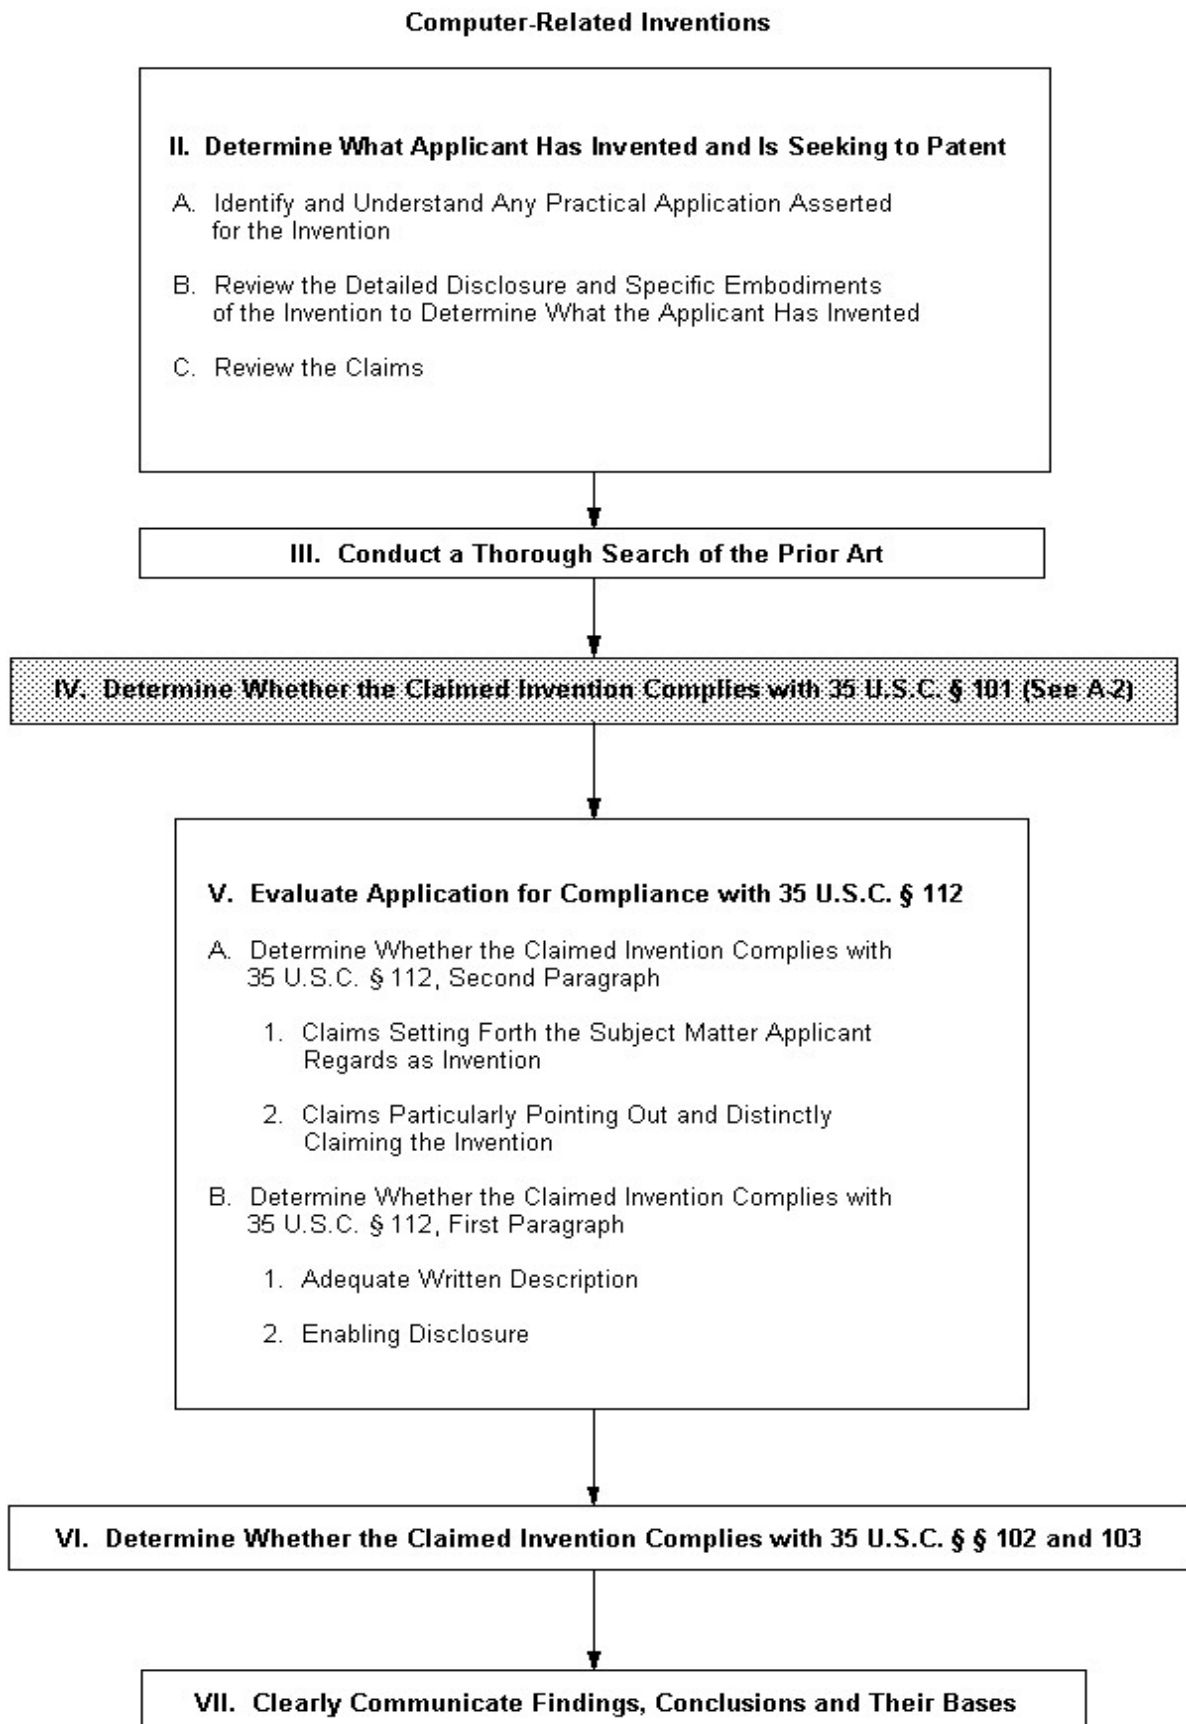 Computer-Related Inventions
II. Determine What Applicant Has Invented and Is Seeking to Patent
A. Identify and Understand Any Practical Application Asserted
for the Invention
B. Review the Detailed Disclosure and Specific Embodiments
of the Invention to Determine What the Applicant Has Invented
C. Review the Claims
III. Conduct a Thorough Search of the Prior Art
IV. Determine Whether the Claimed Invention Complies with 35 U.S.C. § 101 (See A-2)
V. Evaluate Application for Compliance with 35 U.S.C. § 112
A. Determine Whether the Claimed Invention Complies with
35 U.S.C. § 112, Second Paragraph
1. Claims Setting Forth the Subject Matter Applicant
Regards as Invention
2. Claims Particularly Pointing Out and Distinctly
Claiming the Invention
B. Determine Whether the Claimed Invention Complies with
35 U.S.C. § 112, First Paragraph
1. Adequate Written Description
2. Enabling Disclosure
VI. Determine Whether the Claimed Invention Complies with 35 U.S.C. § § 102 and 103
VII. Clearly Communicate Findings, Conclusions and Their Bases